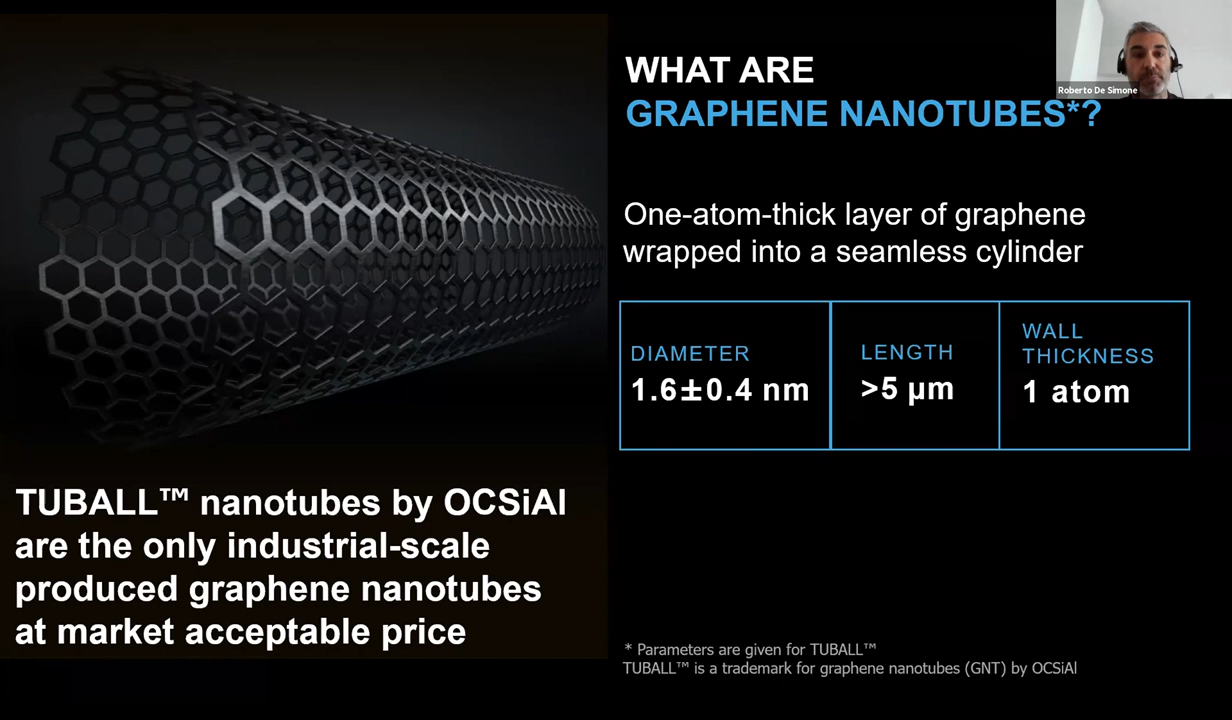 WHAT ARE
GRAPHENE NANOTUBES*?
Roberto De Simone
One-atom-thick layer of graphene
wrapped into a seamless cylinder
DIAMETER
1.6±0.4 nm
LENGTH
>5 µm
WALL
THICKNESS
1 atom
TUBALL™ nanotubes by OCSiAl
are the only industrial-scale
produced graphene nanotubes
at market acceptable price
* Parameters are given for TUBALL™
TUBALL™ is a trademark for graphene nanotubes (GNT) by OCSiAl